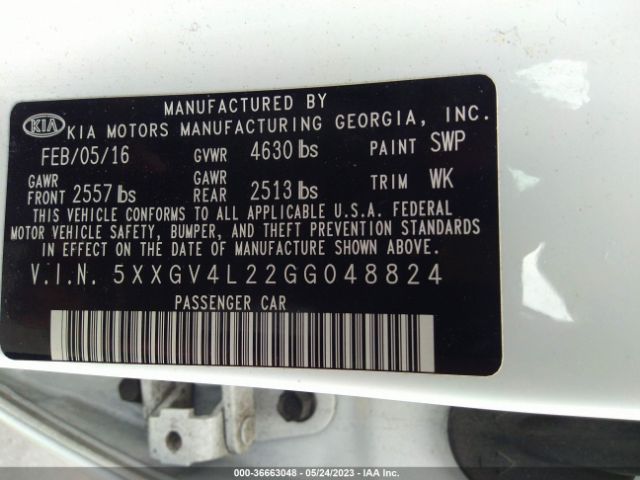 MANUFACTURED BY
KIA KIA MOTORS MANUFACTURING GEORGIA, INC.
FEB/05/16 GVWR 4630 lbs PAINT SWP
GAWR FRONT 2557 lbs GAWR REAR 2513 lbs TRIM WK
THIS VEHICLE CONFORMS TO ALL APPLICABLE U.S.A. FEDERAL
MOTOR VEHICLE SAFETY, BUMPER, AND THEFT PREVENTION STANDARDS
IN EFFECT ON THE DATE OF MANUFACTURE SHOWN ABOVE.
V.I.N. 5XXGV4L22GG048824
PASSENGER CAR
000-36663048 - 05/24/2023 - IAA Inc.